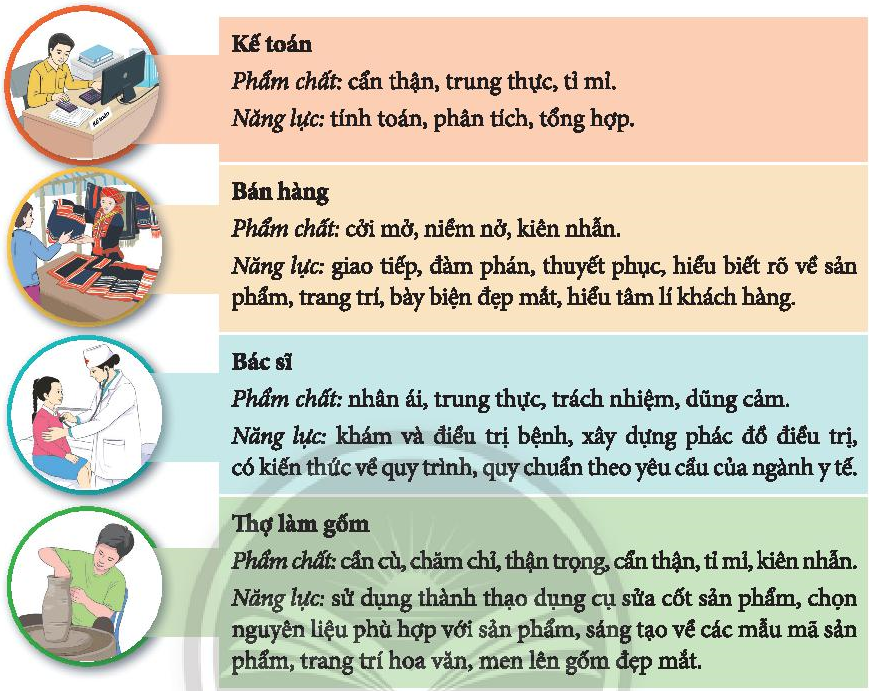 Kế toán
Kế toán
Phẩm chất: cẩn thận, trung thực, tỉ mỉ.
Năng lực: tính toán, phân tích, tổng hợp.
Bán hàng
Phẩm chất: cởi mở, niềm nở, kiên nhẫn.
Năng lực: giao tiếp, đàm phán, thuyết phục, hiểu biết rõ về sản
phẩm, trang trí, bày biện đẹp mắt, hiểu tâm lí khách hàng.
Bác sĩ
Phẩm chất: nhân ái, trung thực, trách nhiệm, dũng cảm.
Năng lực: khám và điều trị bệnh, xây dựng phác đồ điều trị,
có kiến thức về quy trình, quy chuẩn theo yêu cầu của ngành y tế.
Thợ làm gốm
Phẩm chất: cần cù, chăm chỉ, thận trọng, cẩn thận, tỉ mỉ, kiên nhẫn.
Năng lực: sử dụng thành thạo dụng cụ sửa cốt sản phẩm, chọn
nguyên liệu phù hợp với sản phẩm, sáng tạo về các mẫu mã sản
phẩm, trang trí hoa văn, men lên gốm đẹp mắt.